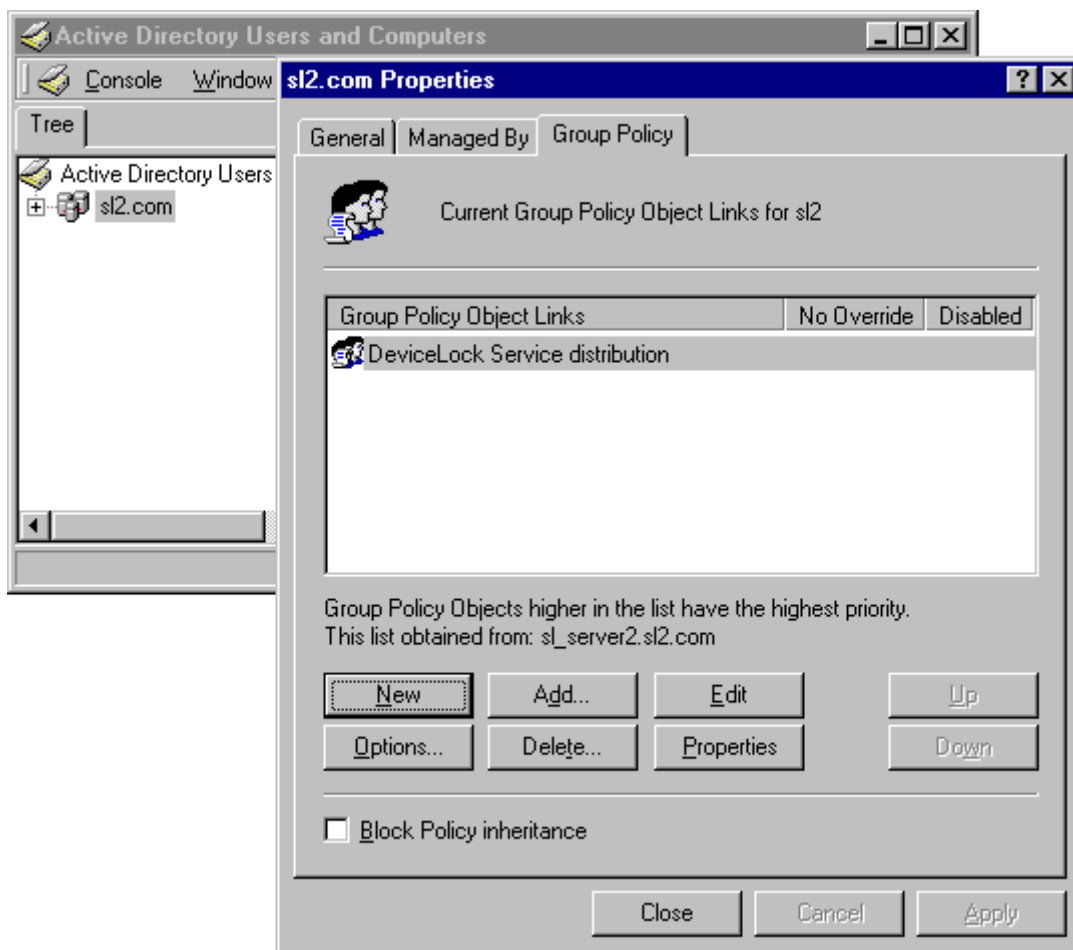 Active Directory Users and Computers
Console Window
Tree
Active Directory Users
sl2.com
sl2.com Properties
General Managed By Group Policy
Current Group Policy Object Links for sl2
Group Policy Object Links No Override Disabled
DeviceLock Service distribution
Group Policy Objects higher in the list have the highest priority.
This list obtained from: sl_server2.sl2.com
New Add... Edit Up
Options... Delete... Properties Down
Block Policy inheritance
Close Cancel Apply